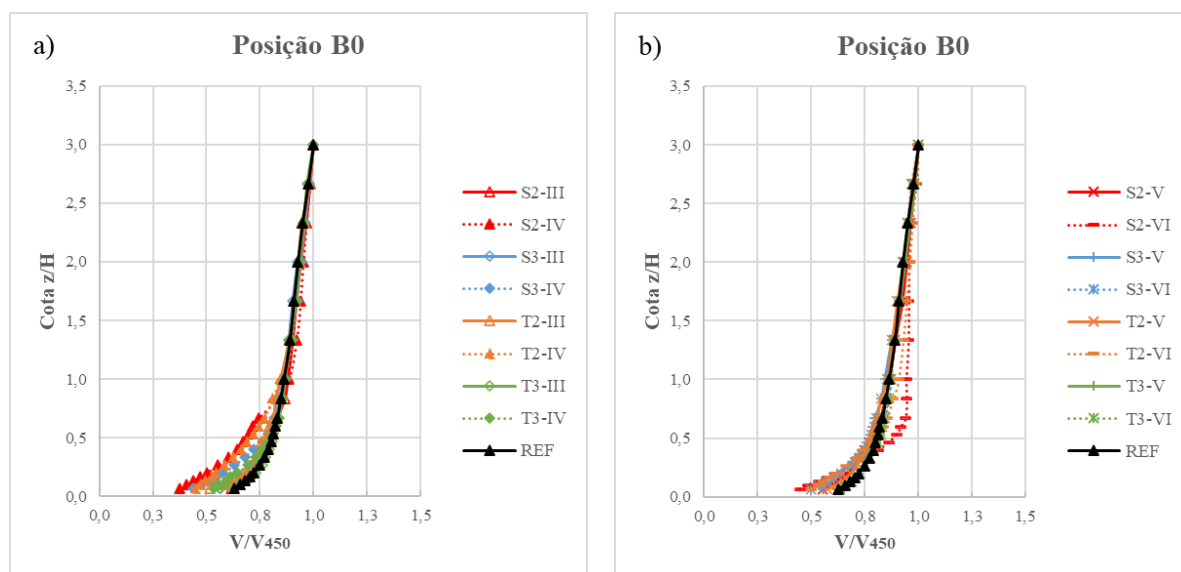 a)
Posição B0
3,5
3,0
2,5
2,0
1,5
1,0
0,5
0,0
Cota z/H
0,0 0,3 0,5 0,8 1,0 1,3 1,5
V/V450
S2-III
S2-IV
S3-III
S3-IV
T2-III
T2-IV
T3-III
T3-IV
REF
b)
Posição B0
3,5
3,0
2,5
2,0
1,5
1,0
0,5
0,0
Cota z/H
0,0 0,3 0,5 0,8 1,0 1,3 1,5
V/V450
S2-V
S2-VI
S3-V
S3-VI
T2-V
T2-VI
T3-V
T3-VI
REF